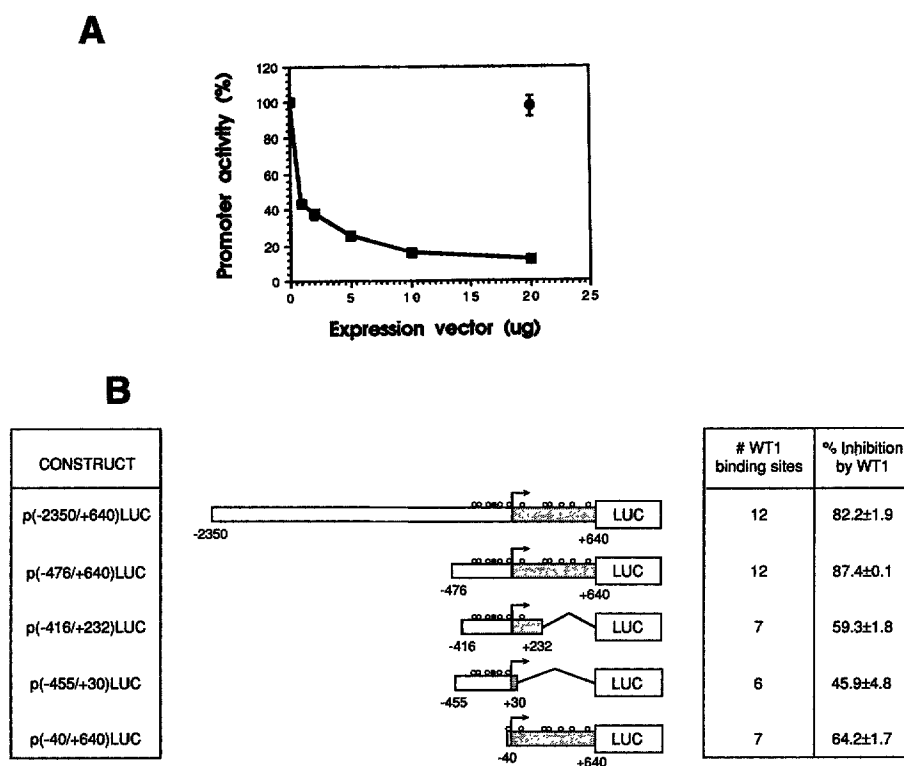 A
Promoter activity (%)
120
100
80
60
40
20
0
0 5 10 15 20 25
Expression vector (ug)
B
CONSTRUCT
# WT1 binding sites
% Inhibition by WT1
p(-2350/+640)LUC
-2350
+640
LUC
12
82.2±1.9
p(-476/+640)LUC
-476
+640
LUC
12
87.4±0.1
p(-416/+232)LUC
-416
+232
LUC
7
59.3±1.8
p(-455/+30)LUC
-455
+30
LUC
6
45.9±4.8
p(-40/+640)LUC
-40
+640
LUC
7
64.2±1.7